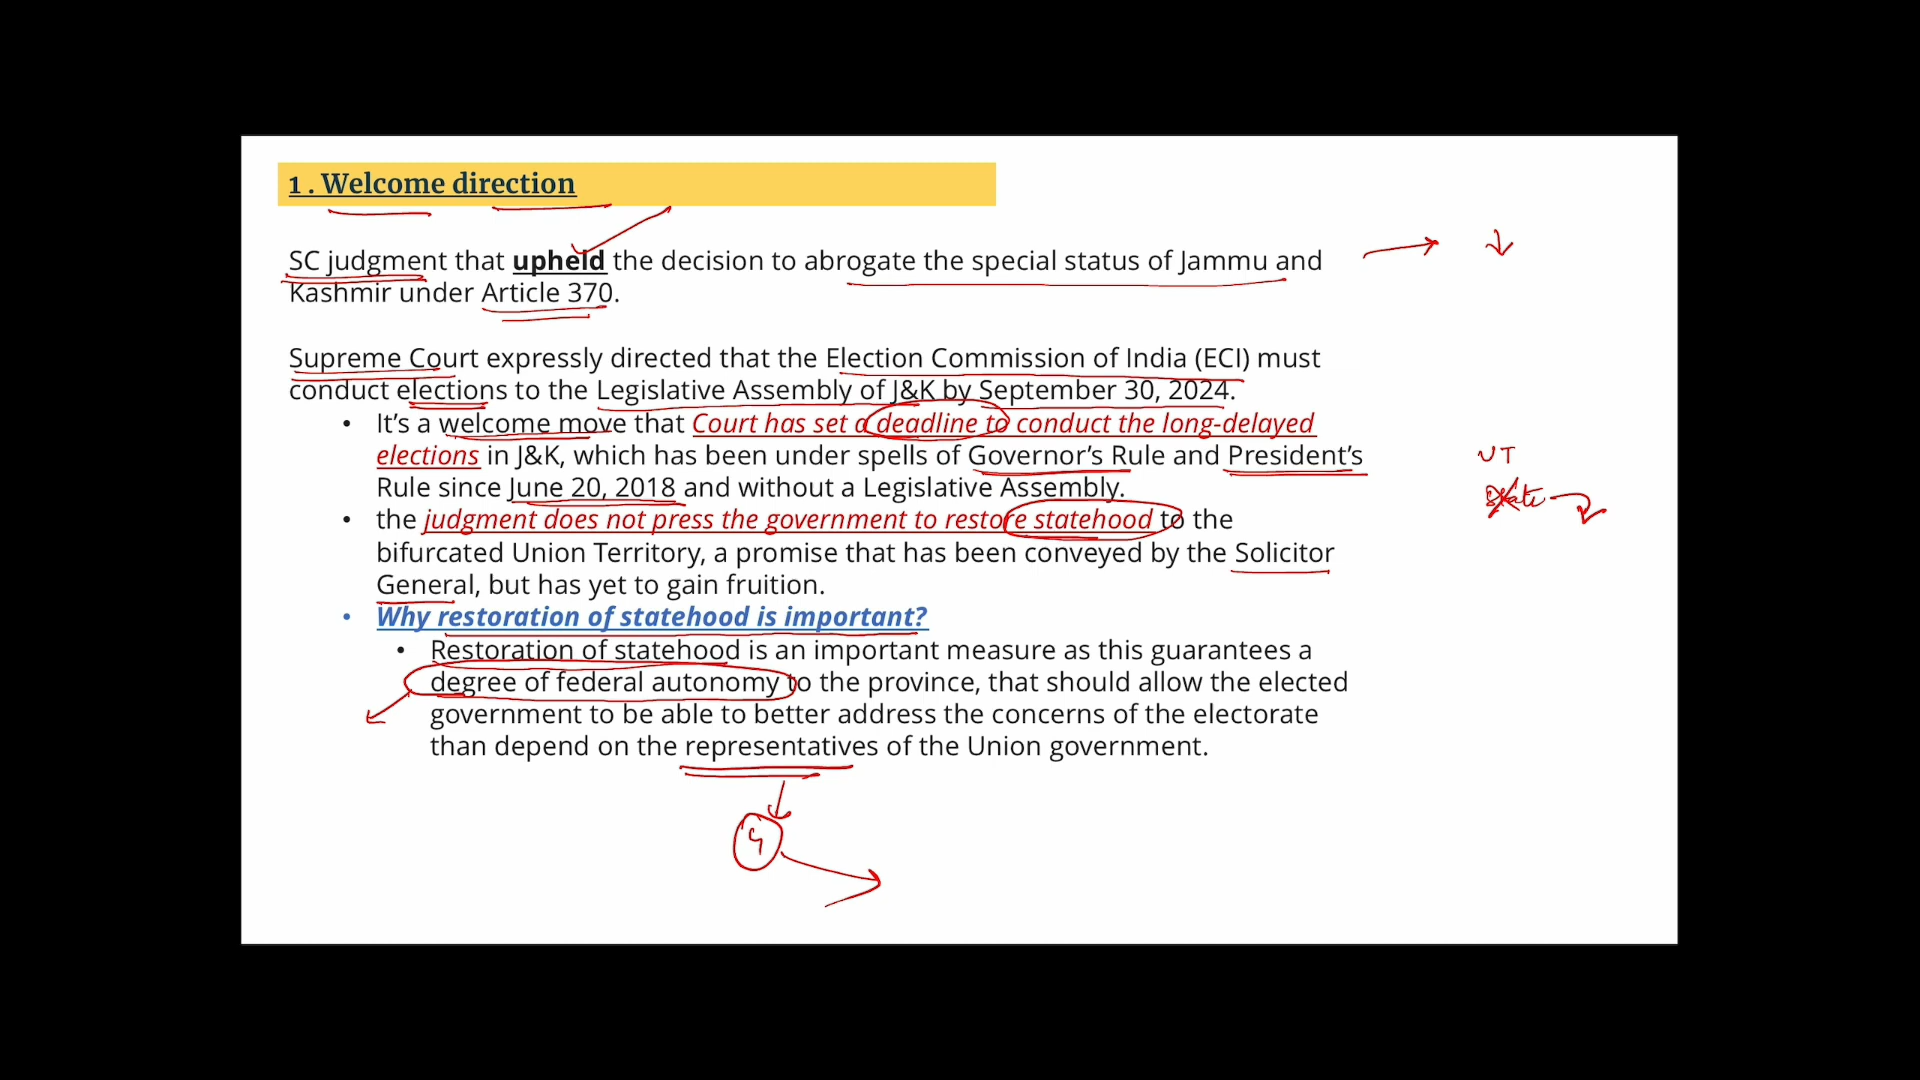 1 . Welcome direction
SC judgment that upheld the decision to abrogate the special status of Jammu and
Kashmir under Article 370.
Supreme Court expressly directed that the Election Commission of India (ECI) must
conduct elections to the Legislative Assembly of J&K by September 30, 2024.
• It’s a welcome move that Court has set a deadline to conduct the long-delayed
elections in J&K, which has been under spells of Governor’s Rule and President’s
Rule since June 20, 2018 and without a Legislative Assembly.
• the judgment does not press the government to restore statehood to the
bifurcated Union Territory, a promise that has been conveyed by the Solicitor
General, but has yet to gain fruition.
• Why restoration of statehood is important?
• Restoration of statehood is an important measure as this guarantees a
degree of federal autonomy to the province, that should allow the elected
government to be able to better address the concerns of the electorate
than depend on the representatives of the Union government.
UT
State